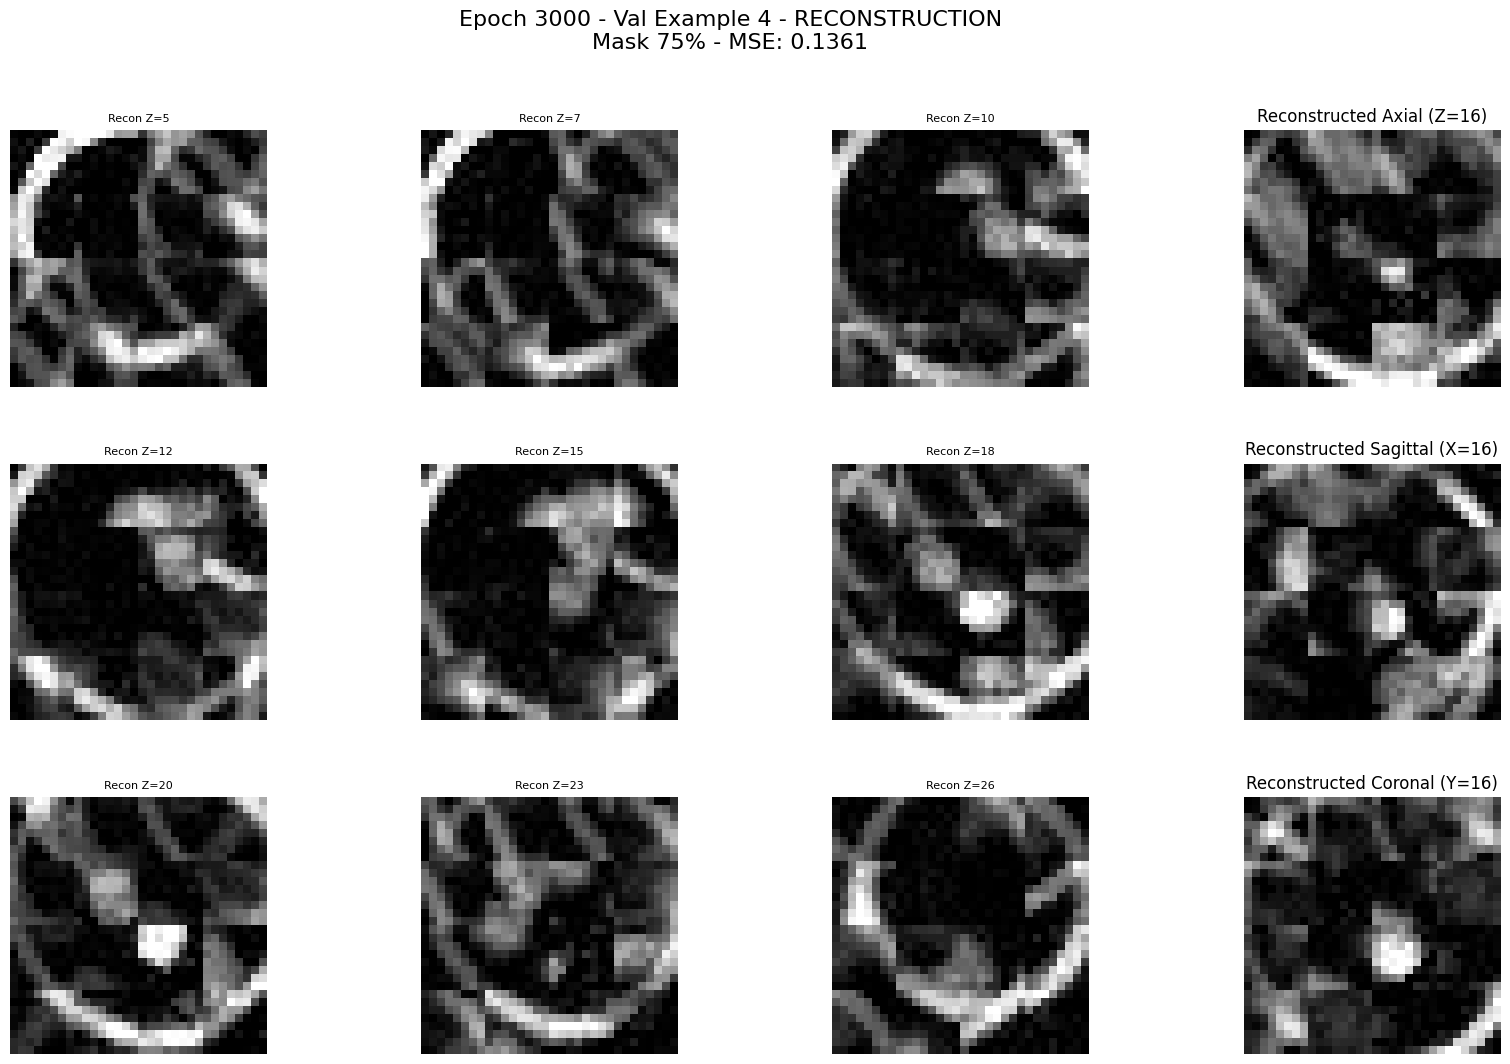 Epoch 3000 - Val Example 4 - RECONSTRUCTION
Mask 75% - MSE: 0.1361
Recon Z=5
Recon Z=7
Recon Z=10
Reconstructed Axial (Z=16)
Recon Z=12
Recon Z=15
Recon Z=18
Reconstructed Sagittal (X=16)
Recon Z=20
Recon Z=23
Recon Z=26
Reconstructed Coronal (Y=16)